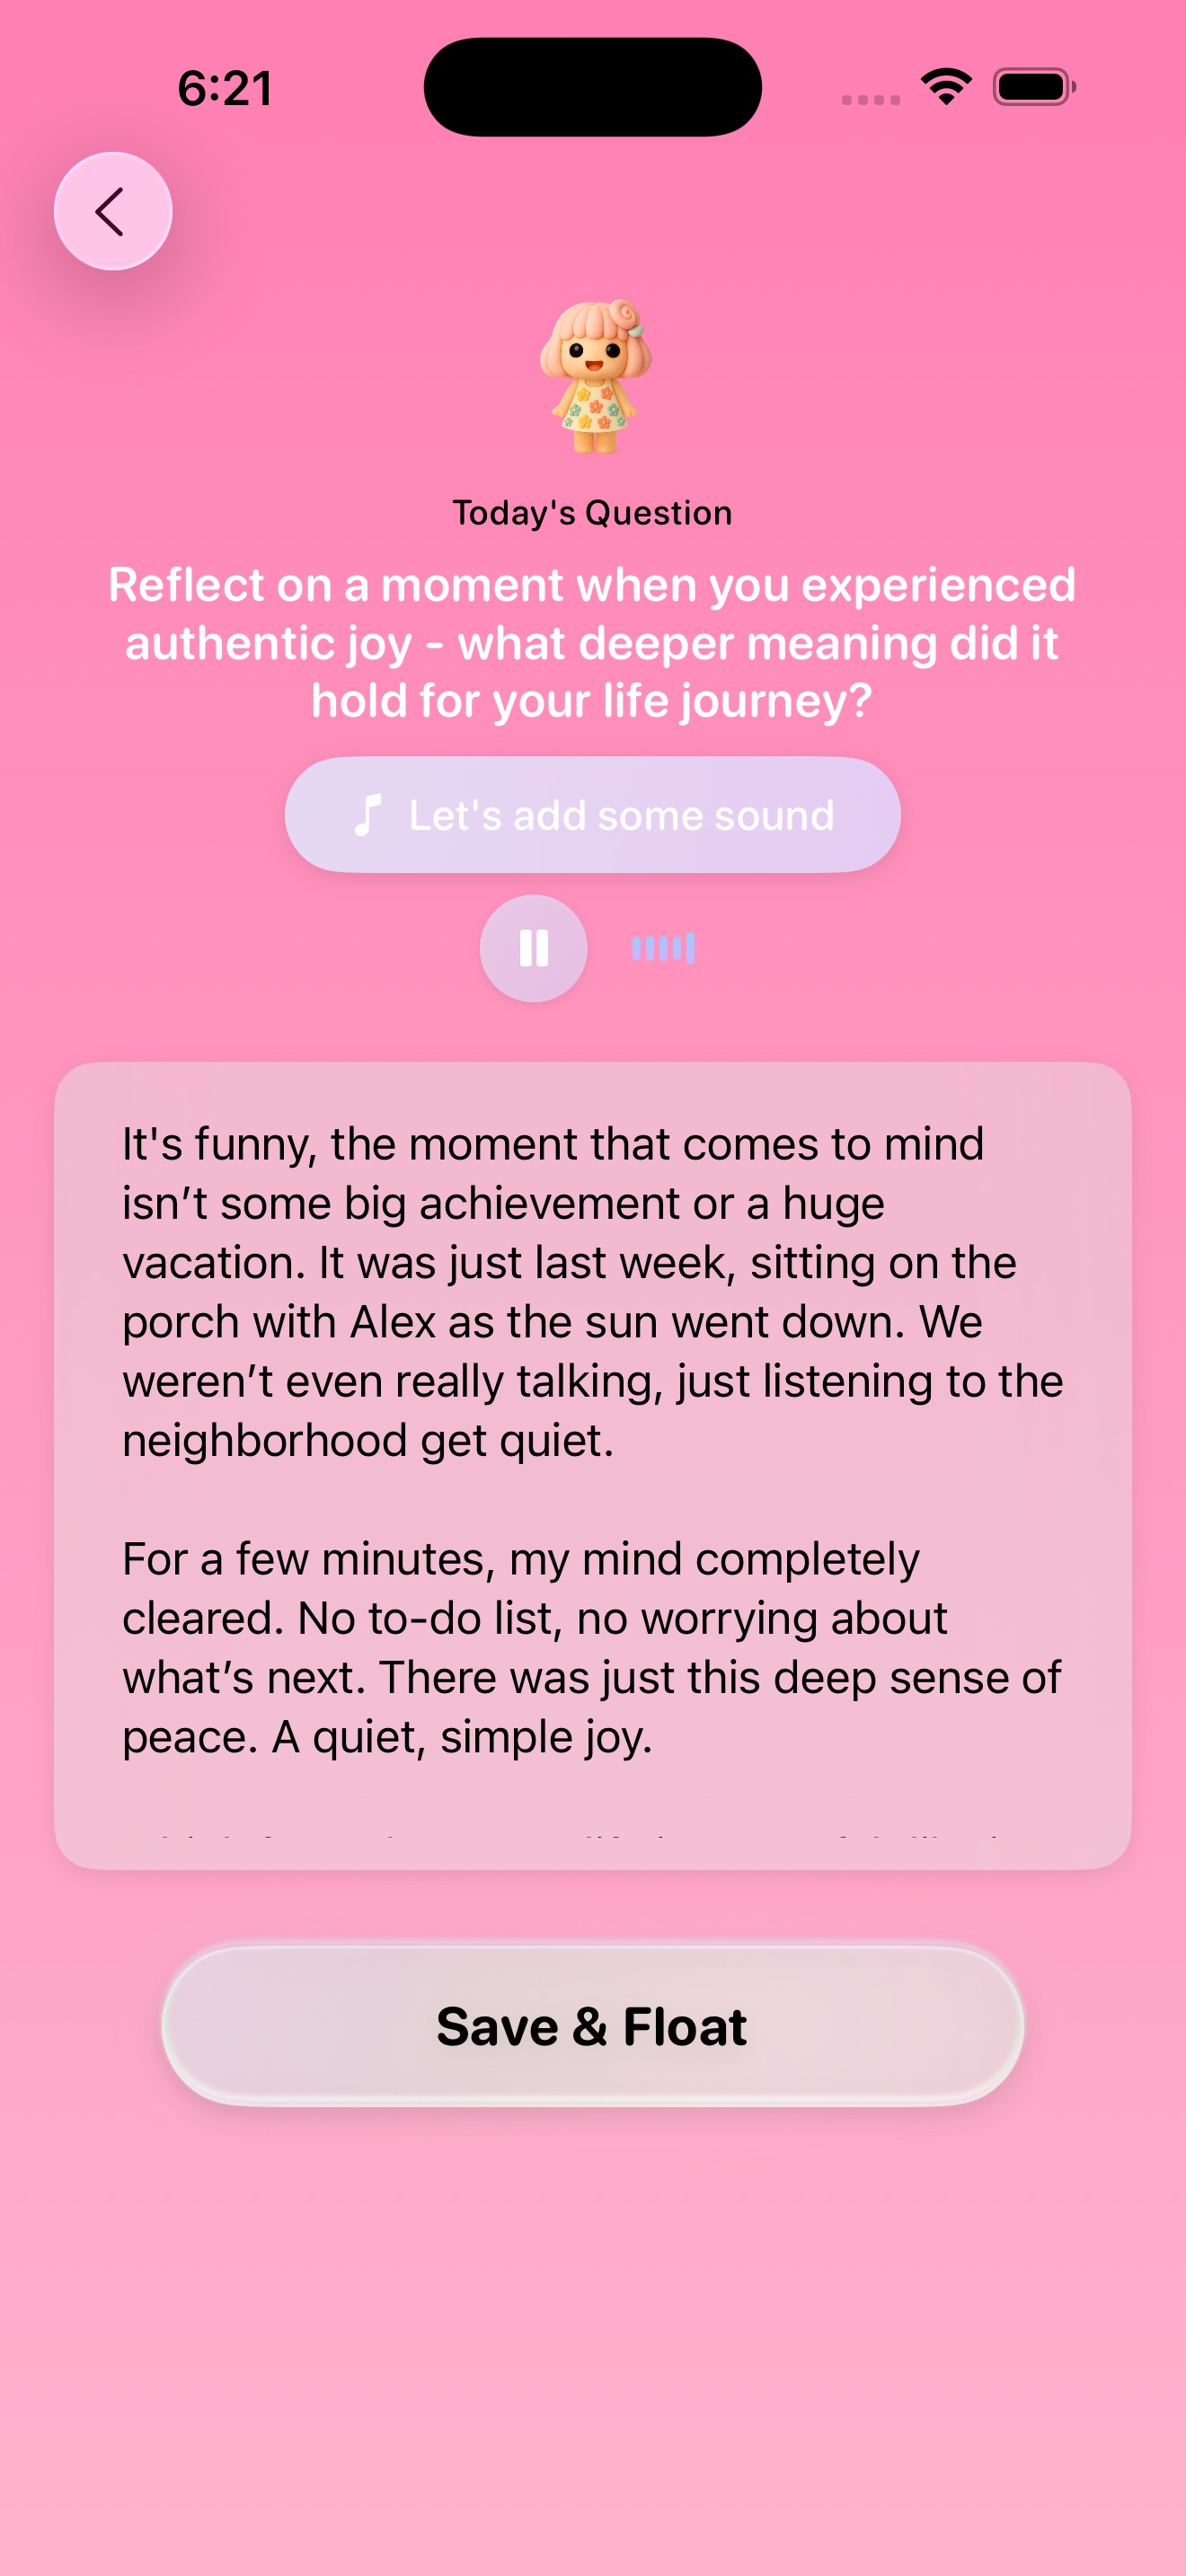 6:21
Today's Question
Reflect on a moment when you experienced
authentic joy - what deeper meaning did it
hold for your life journey?
Let's add some sound
It's funny, the moment that comes to mind
isn’t some big achievement or a huge
vacation. It was just last week, sitting on the
porch with Alex as the sun went down. We
weren’t even really talking, just listening to the
neighborhood get quiet.
For a few minutes, my mind completely
cleared. No to-do list, no worrying about
what’s next. There was just this deep sense of
peace. A quiet, simple joy.
Save & Float